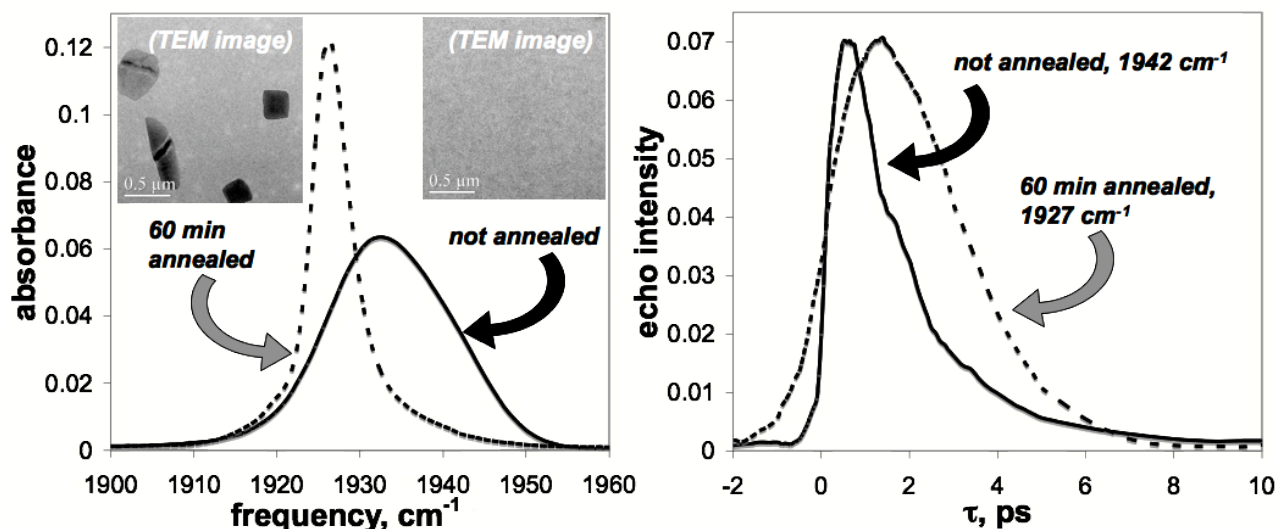 absorbance
0.12
0.1
0.08
0.06
0.04
0.02
0
(TEM image)
(TEM image)
0.5 µm
0.5 µm
60 min
annealed
not annealed
1900 1910 1920 1930 1940 1950 1960
frequency, cm-1
echo intensity
0.07
0.06
0.05
0.04
0.03
0.02
0.01
0
not annealed, 1942 cm-1
60 min annealed,
1927 cm-1
-2 0 2 4 6 8 10
τ, ps